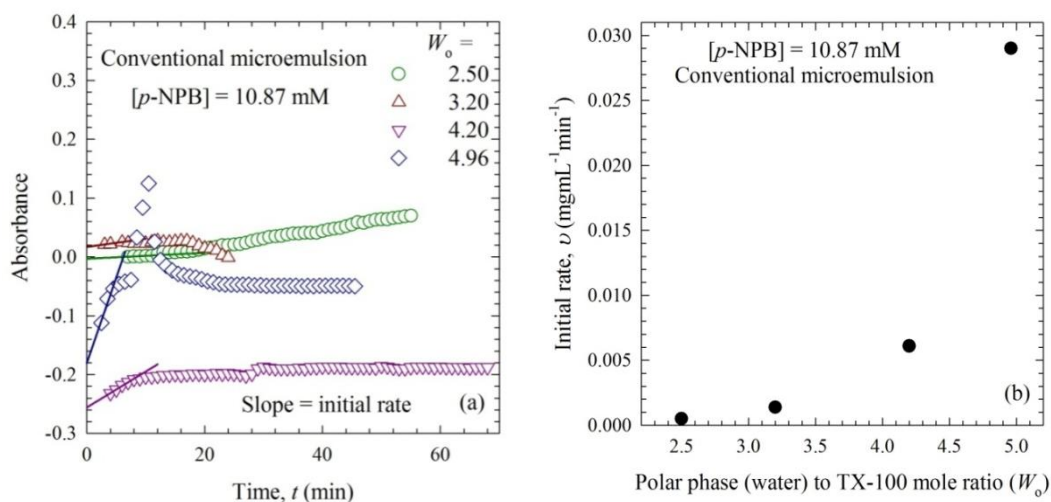 0.4
0.3
0.2
0.1
0.0
-0.1
-0.2
-0.3
Absorbance
Conventional microemulsion
[p-NPB] = 10.87 mM
Wo =
2.50
3.20
4.20
4.96
Slope = initial rate
(a)
0 20 40 60
Time, t (min)
0.030
0.025
0.020
0.015
0.010
0.005
0.000
Initial rate, υ (mgmL⁻¹min⁻¹)
[p-NPB] = 10.87 mM
Conventional microemulsion
(b)
2.5 3.0 3.5 4.0 4.5 5.0
Polar phase (water) to TX-100 mole ratio (Wo)